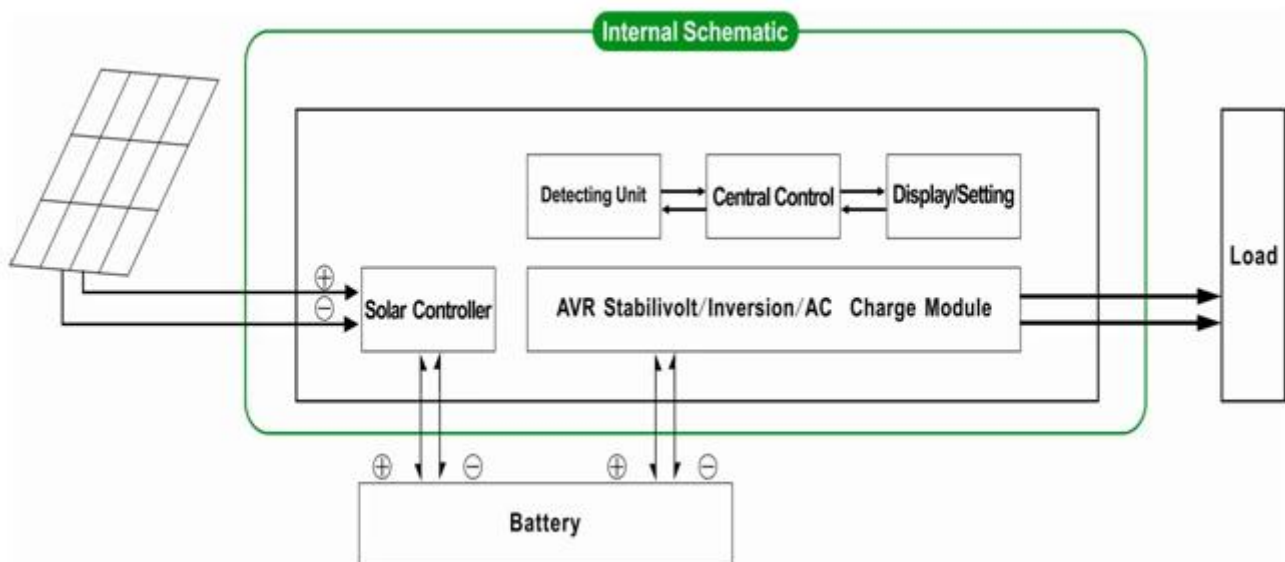 Internal Schematic
Detecting Unit
Central Control
Display/Setting
Load
⊕
⊖
Solar Controller
AVR Stabilivolt/Inversion/AC Charge Module
⊕
⊖
⊕
⊖
Battery